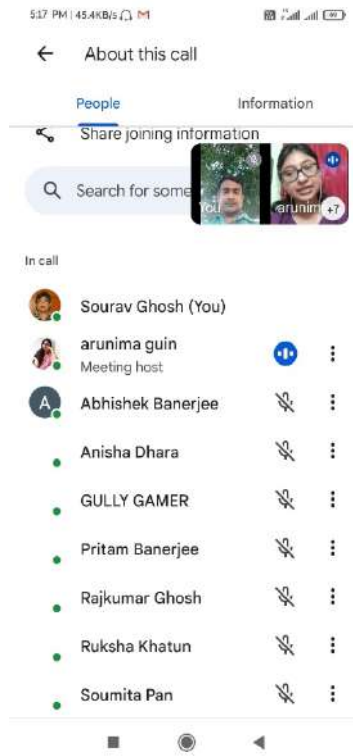 5:17 PM | 45.4KB/s
About this call
People
Information
Share joining information
Search for some
You
arunim
+7
In call
Sourav Ghosh (You)
arunima guin
Meeting host
A
Abhishek Banerjee
Anisha Dhara
GULLY GAMER
Pritam Banerjee
Rajkumar Ghosh
Ruksha Khatun
Soumita Pan